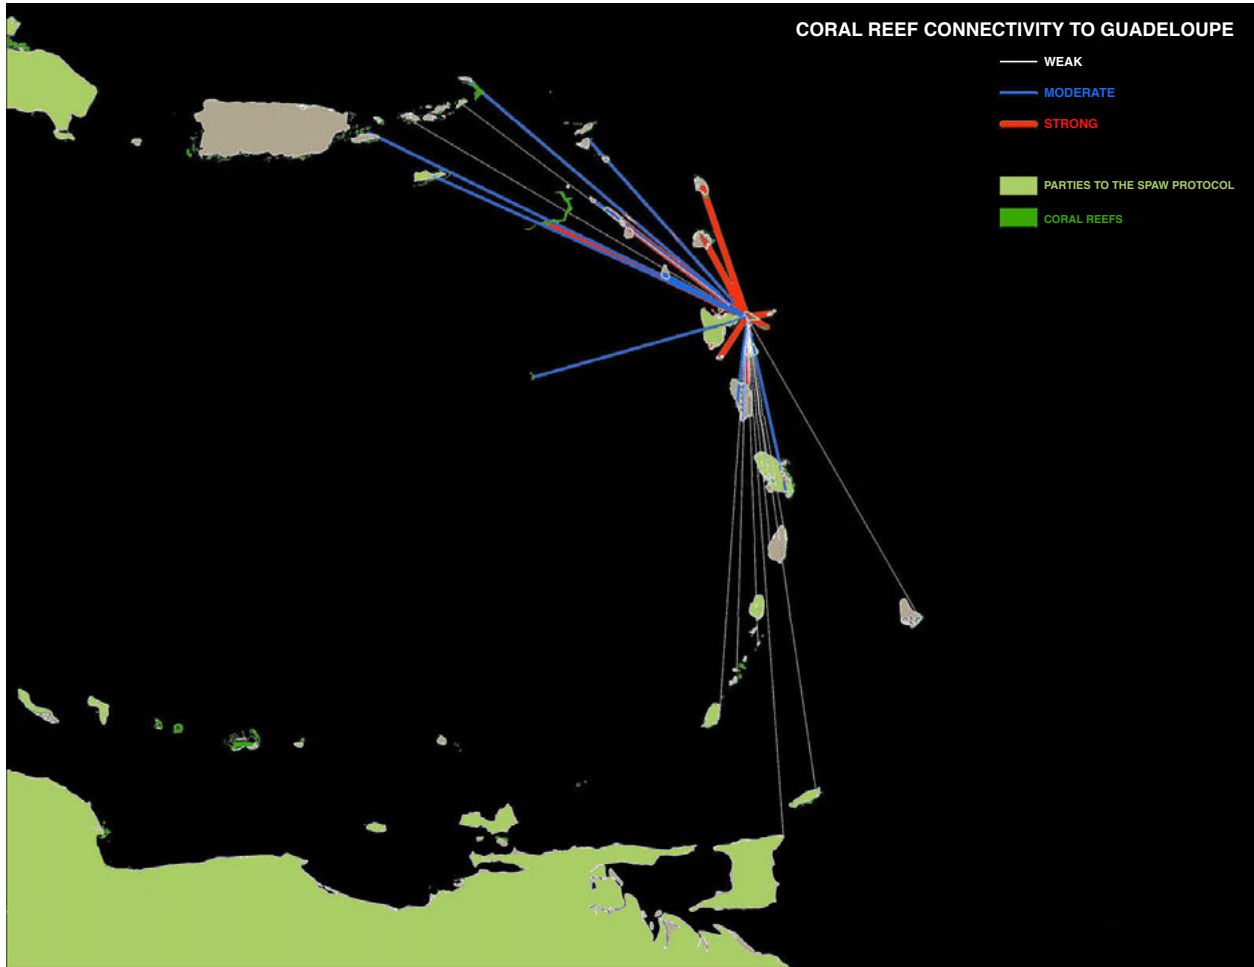 CORAL REEF CONNECTIVITY TO GUADELOUPE
WEAK
MODERATE
STRONG
PARTIES TO THE SPAW PROTOCOL
CORAL REEFS